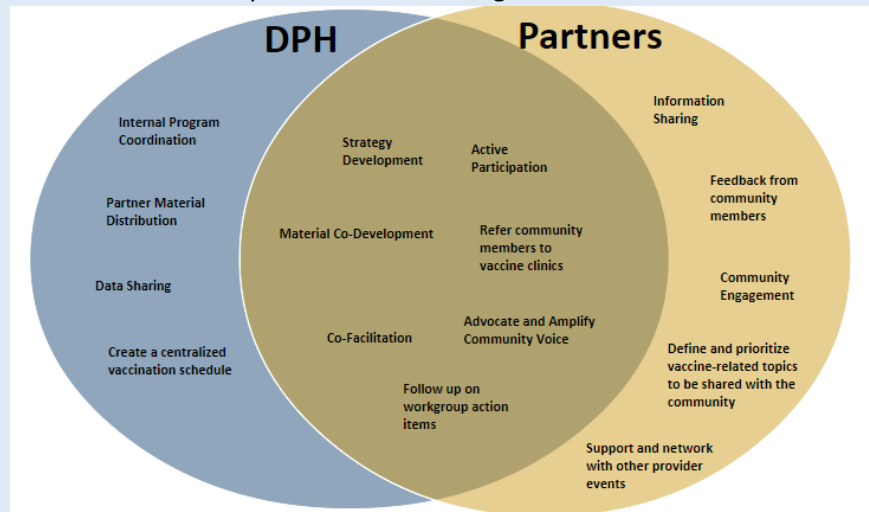 DPH
Partners
Internal Program
Coordination
Partner Material
Distribution
Data Sharing
Create a centralized
vaccination schedule
Strategy
Development
Active
Participation
Material Co-Development
Refer community
members to
vaccine clinics
Co-Facilitation
Advocate and Amplify
Community Voice
Follow up on
workgroup action
items
Information
Sharing
Feedback from
community
members
Community
Engagement
Define and prioritize
vaccine-related topics
to be shared with the
community
Support and network
with other provider
events